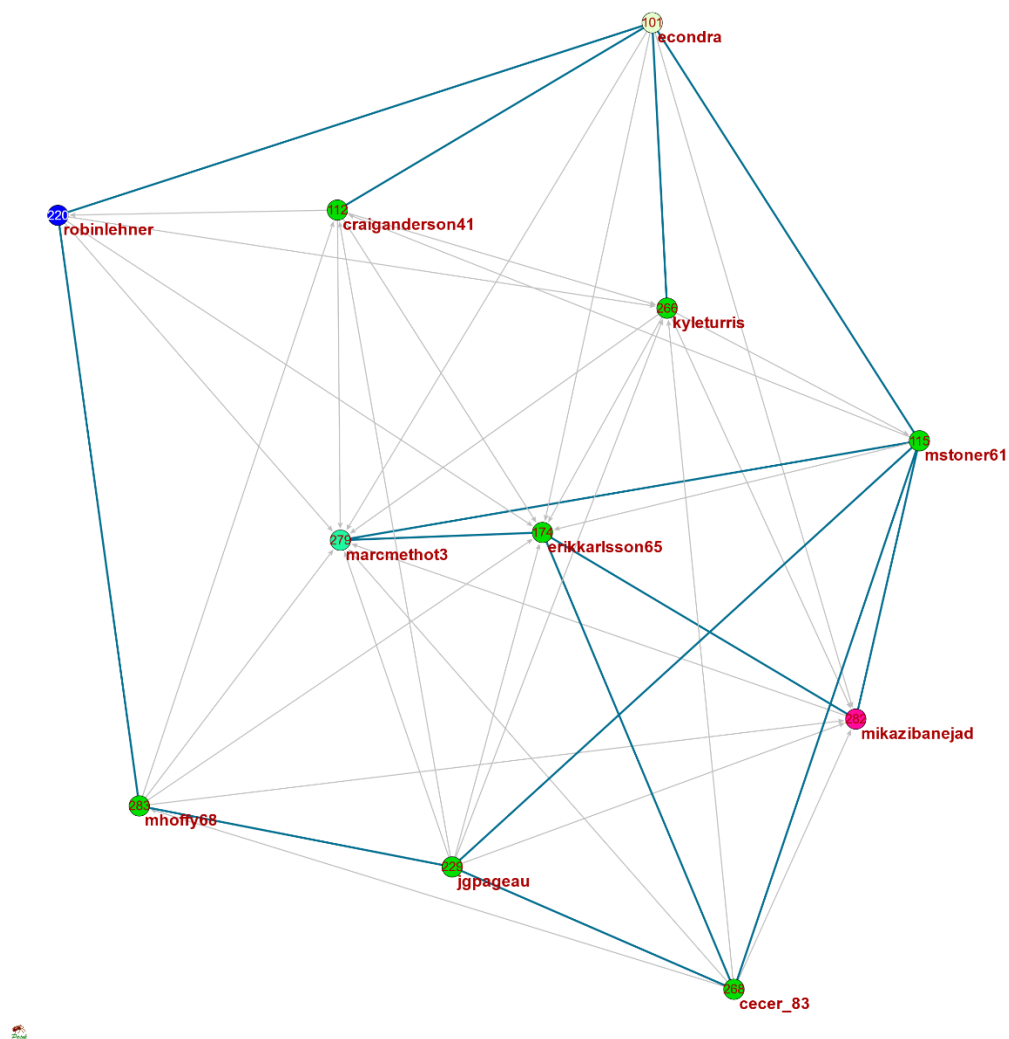 101
econdra
220
robinlehner
112
craiganderson41
266
kyleturris
115
mstoner61
279
marcmethot3
174
erikkarlsson65
282
mikazibanejad
283
mhoffy68
229
jgpageau
268
cecer_83